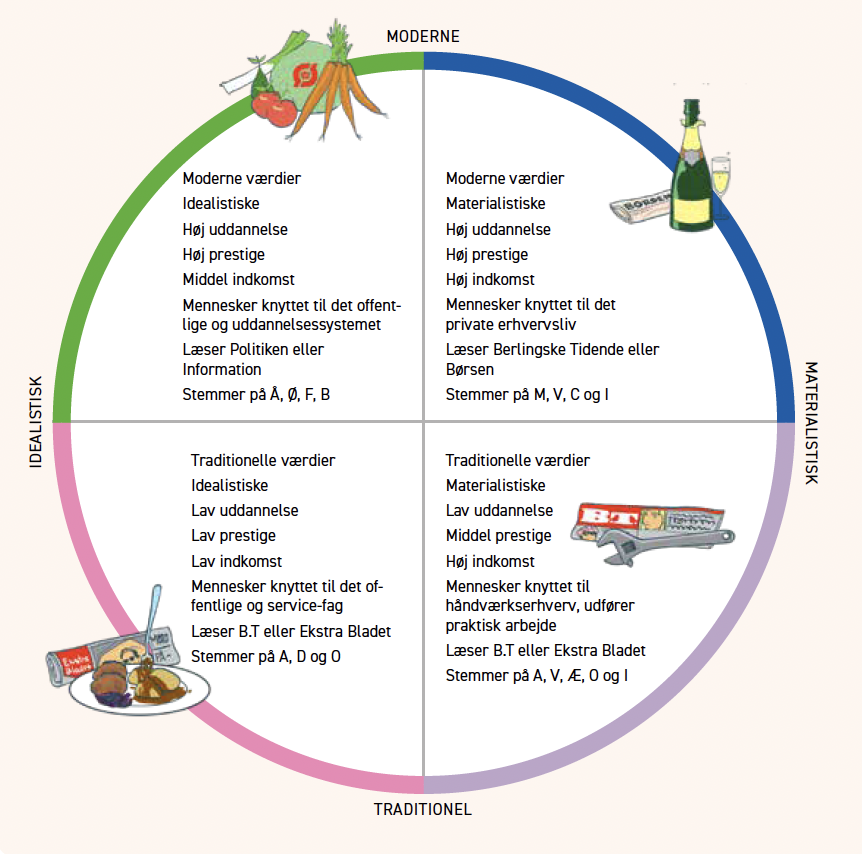 MODERNE
Moderne værdier
Idealistiske
Høj uddannelse
Høj prestige
Middel indkomst
Mennesker knyttet til det offent-
lige og uddannelsessystemet
Læser Politiken eller
Information
Stemmer på Å, Ø, F, B
Moderne værdier
Materialistiske
Høj uddannelse
Høj prestige
Høj indkomst
Mennesker knyttet til det
private erhvervsliv
Læser Berlingske Tidende eller
Børsen
Stemmer på M, V, C og I
BORSEN
IDEALISTISK
MATERIALISTISK
Traditionelle værdier
Idealistiske
Lav uddannelse
Lav prestige
Lav indkomst
Mennesker knyttet til det of-
fentlige og service-fag
Læser B.T eller Ekstra Bladet
Stemmer på A, D og O
Ekstra
Bladet
Traditionelle værdier
Materialistiske
Lav uddannelse
Middel prestige
Høj indkomst
Mennesker knyttet til
håndværkserhverv, udfører
praktisk arbejde
Læser B.T eller Ekstra Bladet
Stemmer på A, V, Æ, O og I
B.T
TRADITIONEL